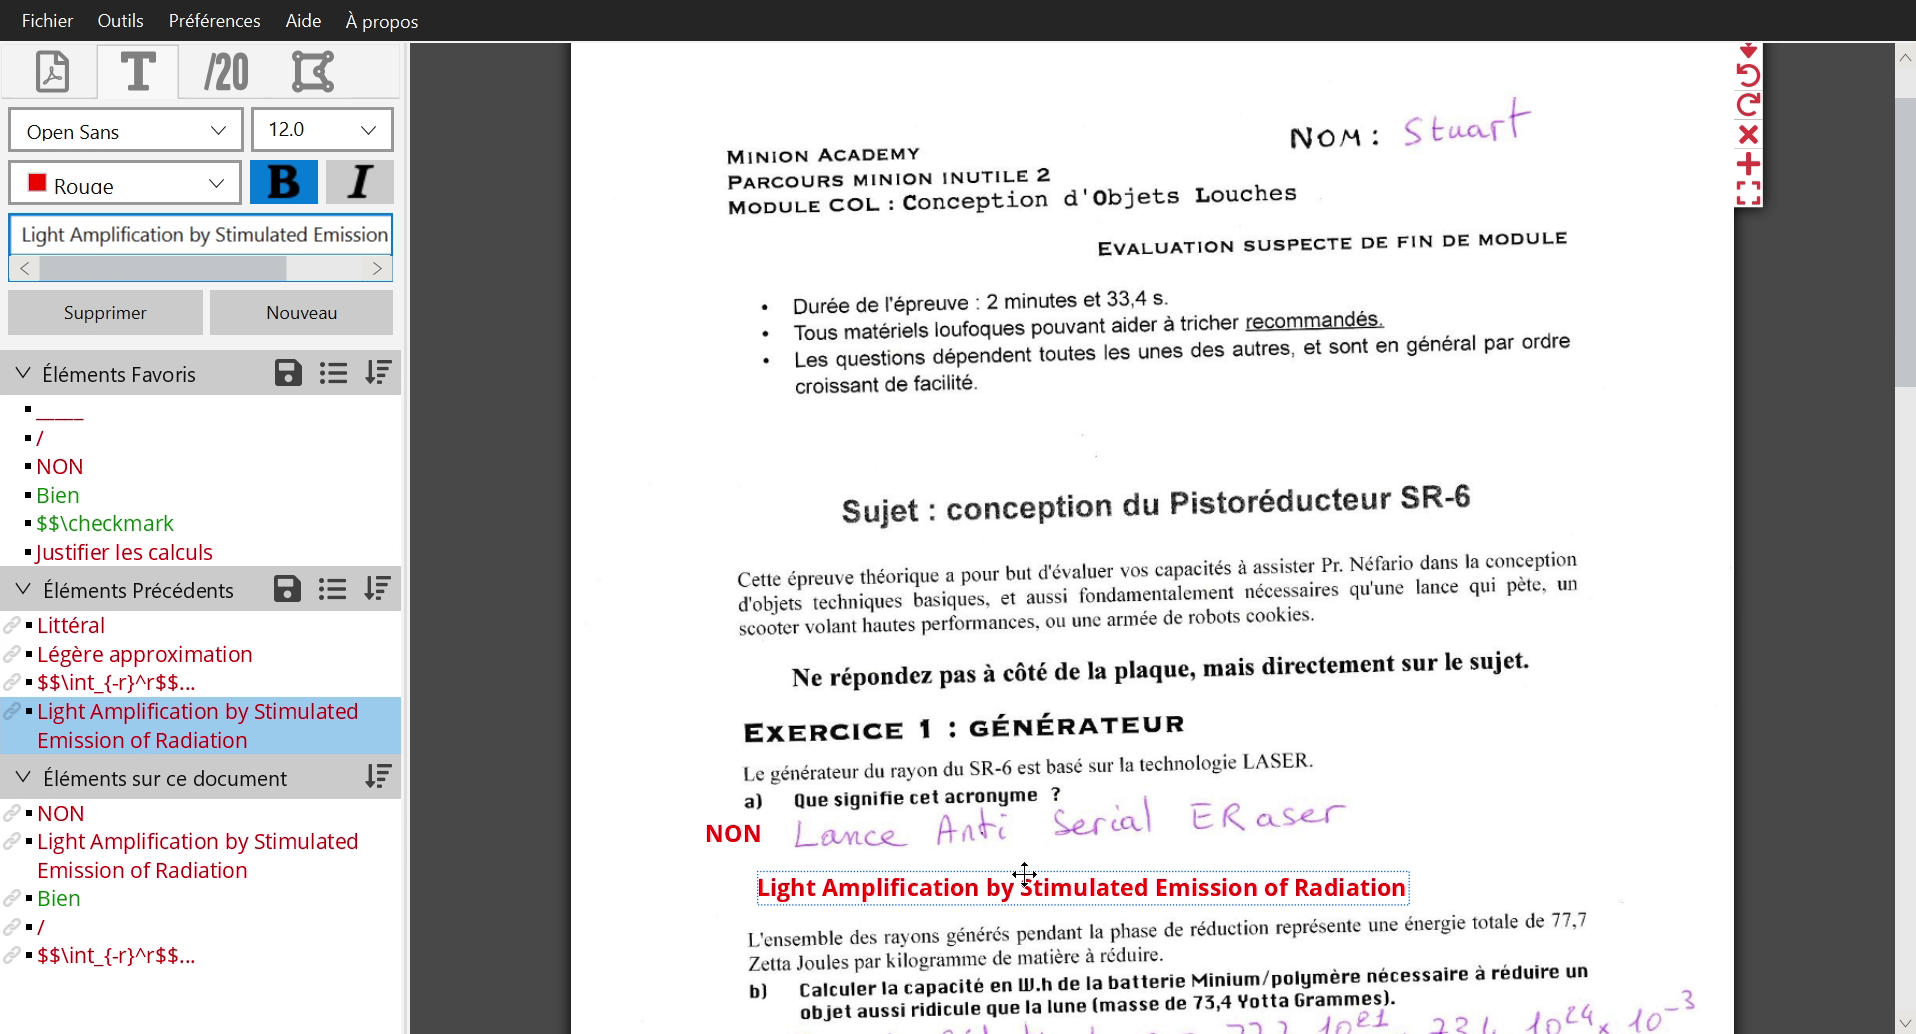 Fichier Outils Préférences Aide À propos
/20
Open Sans
12.0
Rouge
B I
Light Amplification by Stimulated Emission
Supprimer Nouveau
Éléments Favoris
_____
/
NON
Bien
$$\checkmark
Justifier les calculs
Éléments Précédents
Littéral
Légère approximation
$$\int_{-r}^r$$...
Light Amplification by Stimulated
Emission of Radiation
Éléments sur ce document
NON
Light Amplification by Stimulated
Emission of Radiation
Bien
/
$$\int_{-r}^r$$...
NOM : Stuart
MINION ACADEMY
PARCOURS MINION INUTILE 2
MODULE COL : Conception d'Objets Louches
EVALUATION SUSPECTE DE FIN DE MODULE
• Durée de l'épreuve : 2 minutes et 33,4 s.
• Tous matériels loufoques pouvant aider à tricher recommandés.
• Les questions dépendent toutes les unes des autres, et sont en général par ordre
croissant de facilité.
Sujet : conception du Pistoréducteur SR-6
Cette épreuve théorique a pour but d'évaluer vos capacités à assister Pr. Néfario dans la conception
d'objets techniques basiques, et aussi fondamentalement nécessaires qu'une lance qui pète, un
scooter volant hautes performances, ou une armée de robots cookies.
Ne répondez pas à côté de la plaque, mais directement sur le sujet.
EXERCICE 1 : GÉNÉRATEUR
Le générateur du rayon du SR-6 est basé sur la technologie LASER.
a) Que signifie cet acronyme ?
NON Lance Anti Serial ERaser
Light Amplification by Stimulated Emission of Radiation
L'ensemble des rayons générés pendant la phase de réduction représente une énergie totale de 77,7
Zetta Joules par kilogramme de matière à réduire.
b) Calculer la capacité en W.h de la batterie Minium/polymère nécessaire à réduire un
objet aussi ridicule que la lune (masse de 73,4 Yotta Grammes).
10^21 10^24 x 10^-3